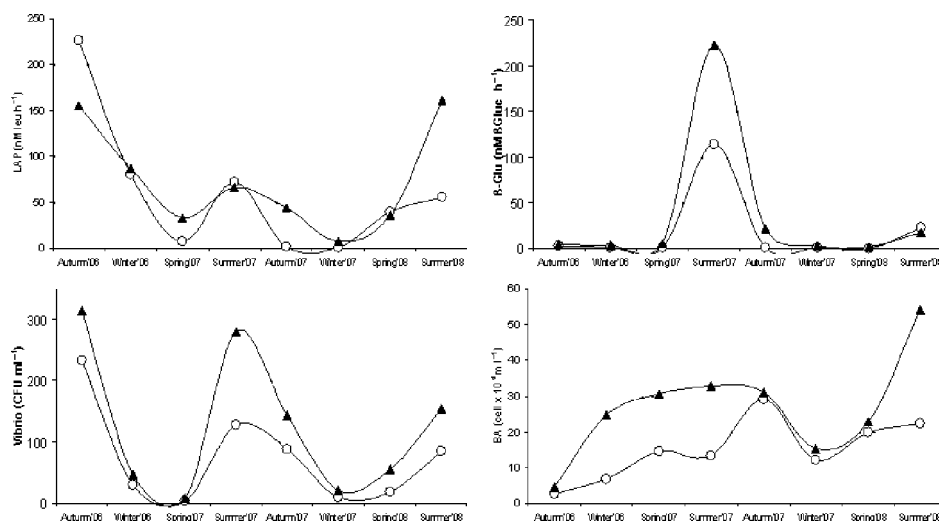 250
200
150
100
50
0
LAP (nM leu h⁻¹)
Autumn'06 Winter'06 Spring'07 Summer'07 Autumn'07 Winter'07 Spring'08 Summer'08
250
200
150
100
50
0
B-Glu (nMBGluc h⁻¹)
Autumn'06 Winter'06 Spring'07 Summer'07 Autumn'07 Winter'07 Spring'08 Summer'08
300
200
100
0
Vibrio (CFU ml⁻¹)
Autumn'06 Winter'06 Spring'07 Summer'07 Autumn'07 Winter'07 Spring'08 Summer'08
60
50
40
30
20
10
0
BA (cell x ml⁻¹)
Autumn'06 Winter'06 Spring'07 Summer'07 Autumn'07 Winter'07 Spring'08 Summer'08